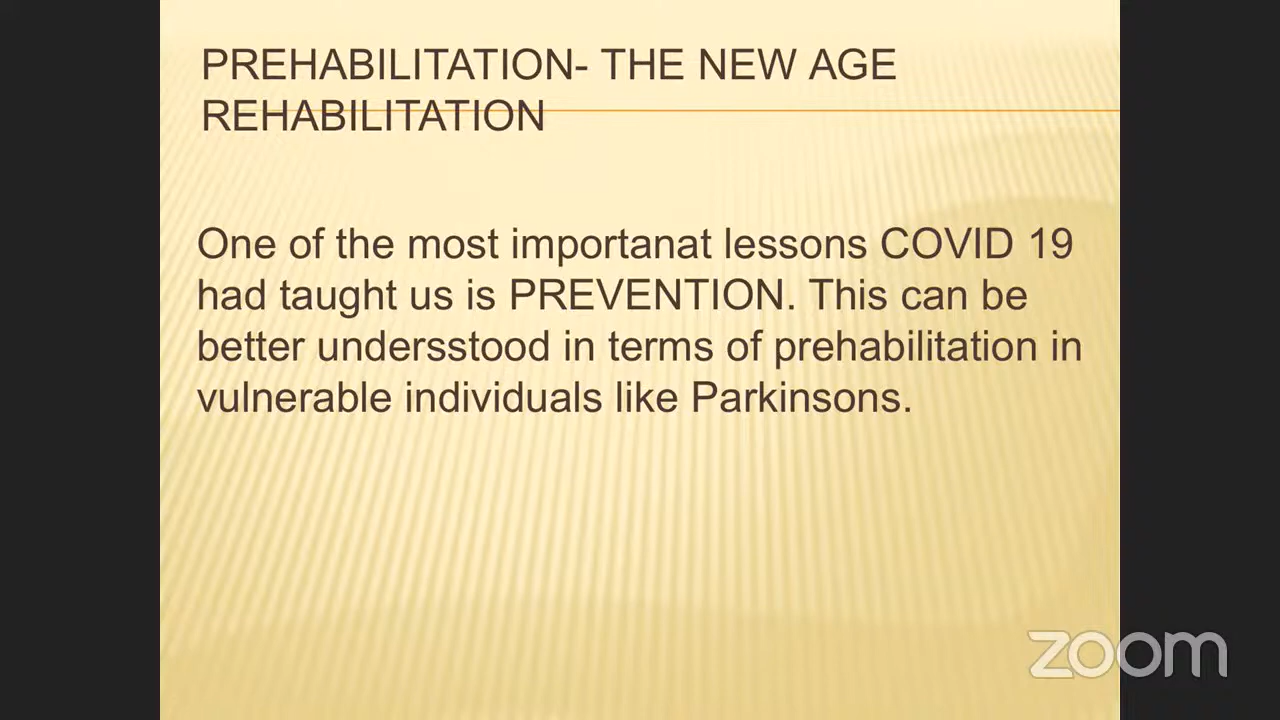 PREHABILITATION- THE NEW AGE
REHABILITATION
One of the most importanat lessons COVID 19
had taught us is PREVENTION. This can be
better understtood in terms of prehabilitation in
vulnerable individuals like Parkinsons.
zoom